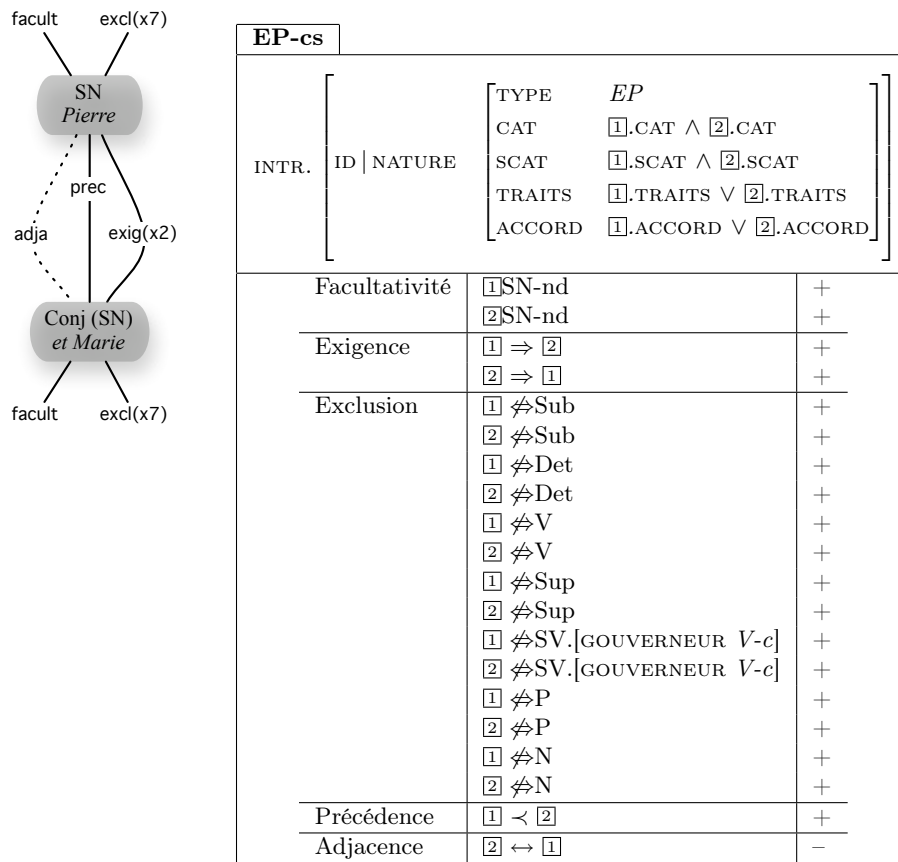 facult excl(x7)
SN
Pierre
prec
adja exig(x2)
Conj (SN)
et Marie
facult excl(x7)
EP-cs
INTR. [ID | NATURE [TYPE EP
CAT 1.CAT ∧ 2.CAT
SCAT 1.SCAT ∧ 2.SCAT
TRAITS 1.TRAITS ∨ 2.TRAITS
ACCORD 1.ACCORD ∨ 2.ACCORD]]
Facultativité 1SN-nd +
2SN-nd +
Exigence 1 ⇒ 2 +
2 ⇒ 1 +
Exclusion 1 ⇎Sub +
2 ⇎Sub +
1 ⇎Det +
2 ⇎Det +
1 ⇎V +
2 ⇎V +
1 ⇎Sup +
2 ⇎Sup +
1 ⇎SV.[GOUVERNEUR V-c] +
2 ⇎SV.[GOUVERNEUR V-c] +
1 ⇎P +
2 ⇎P +
1 ⇎N +
2 ⇎N +
Précédence 1 ≺ 2 +
Adjacence 2 ↔ 1 −